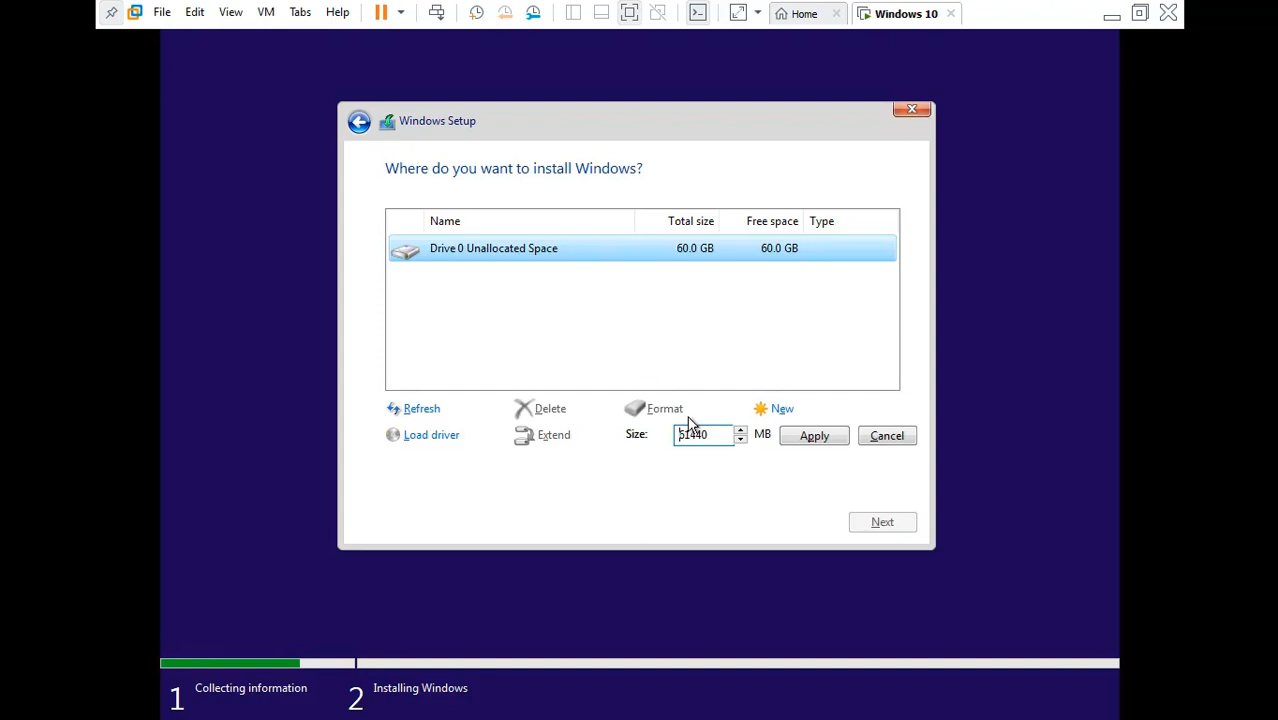 File Edit View VM Tabs Help Home Windows 10
Windows Setup
Where do you want to install Windows?
Name Total size Free space Type
Drive 0 Unallocated Space 60.0 GB 60.0 GB
Refresh Delete Format New
Load driver Extend Size: 61440 MB Apply Cancel
Next
1 Collecting information 2 Installing Windows